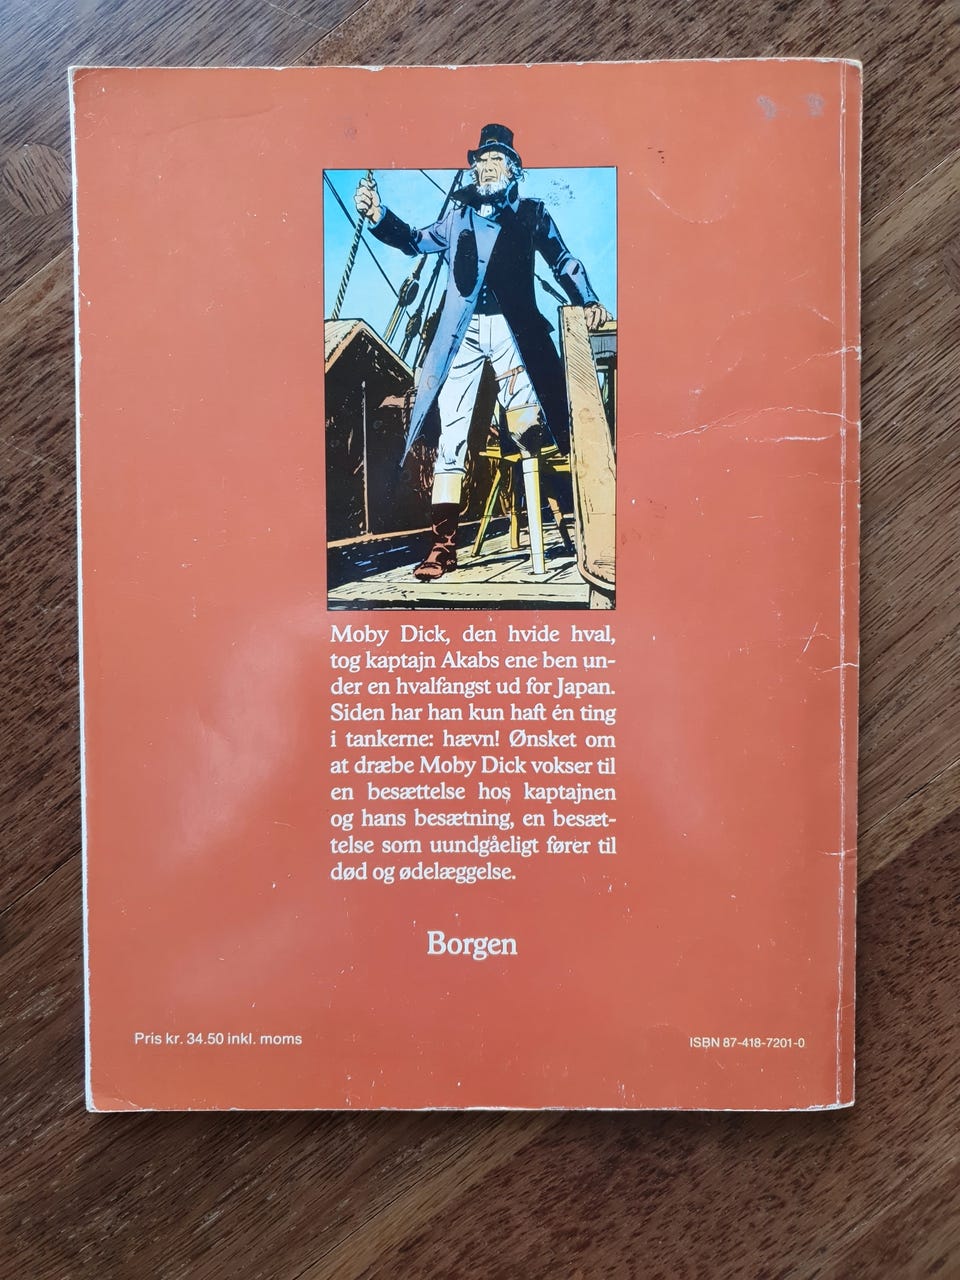 Moby Dick, den hvide hval,
tog kaptajn Akabs ene ben un-
der en hvalfangst ud for Japan.
Siden har han kun haft én ting
i tankerne: hævn! Ønsket om
at dræbe Moby Dick vokser til
en besættelse hos kaptajnen
og hans besætning, en besæt-
telse som uundgåeligt fører til
død og ødelæggelse.
Borgen
Pris kr. 34.50 inkl. moms
ISBN 87-418-7201-0